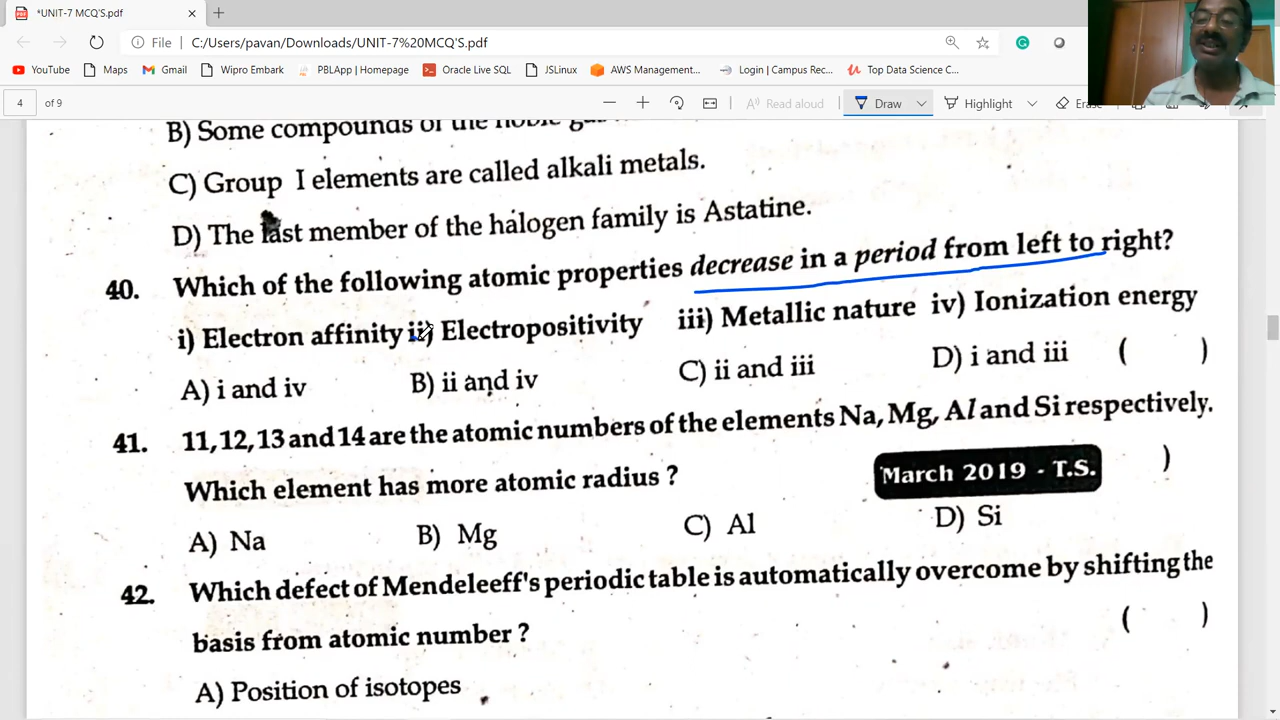 *UNIT-7 MCQ'S.pdf
File C:/Users/pavan/Downloads/UNIT-7%20MCQ'S.pdf
YouTube Maps Gmail Wipro Embark PBLApp | Homepage Oracle Live SQL JSLinux AWS Management... Login | Campus Rec... Top Data Science C...
4 of 9 Read aloud Draw Highlight Erase
B) Some compounds of the noble
C) Group I elements are called alkali metals.
D) The last member of the halogen family is Astatine.
40. Which of the following atomic properties decrease in a period from left to right?
i) Electron affinity ii) Electropositivity iii) Metallic nature iv) Ionization energy
A) i and iv B) ii and iv C) ii and iii D) i and iii ( )
41. 11, 12, 13 and 14 are the atomic numbers of the elements Na, Mg, Al and Si respectively.
Which element has more atomic radius ? March 2019 - T.S. )
A) Na B) Mg C) Al D) Si
42. Which defect of Mendeleeff's periodic table is automatically overcome by shifting the
basis from atomic number ? ( )
A) Position of isotopes